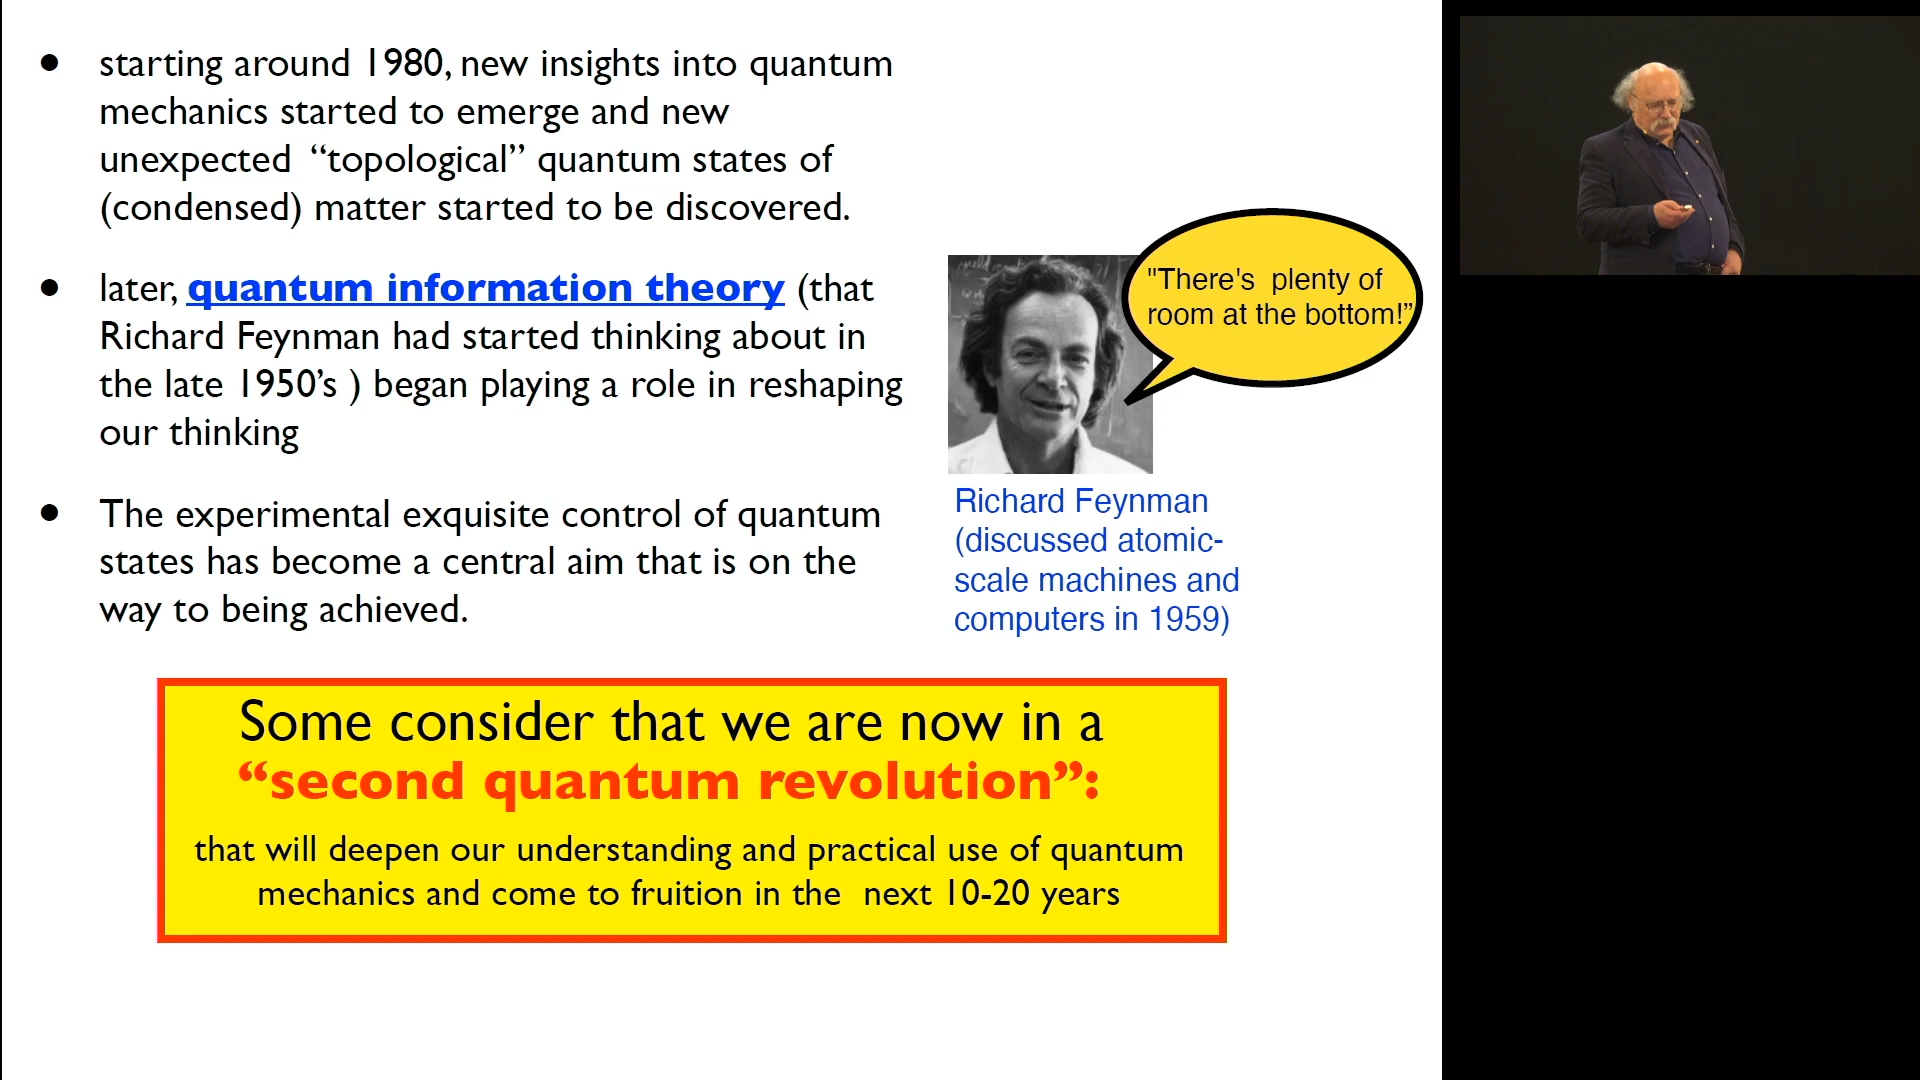 • starting around 1980, new insights into quantum
mechanics started to emerge and new
unexpected “topological” quantum states of
(condensed) matter started to be discovered.
• later, quantum information theory (that
Richard Feynman had started thinking about in
the late 1950’s ) began playing a role in reshaping
our thinking
• The experimental exquisite control of quantum
states has become a central aim that is on the
way to being achieved.
"There's plenty of
room at the bottom!”
Richard Feynman
(discussed atomic-
scale machines and
computers in 1959)
Some consider that we are now in a
“second quantum revolution”:
that will deepen our understanding and practical use of quantum
mechanics and come to fruition in the next 10-20 years